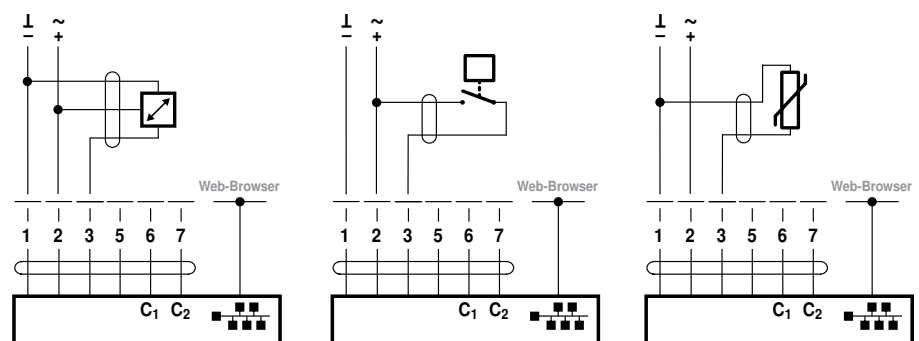 ⊥ ~ ⊥ ~ ⊥ ~
− + − + − +
Web-Browser Web-Browser Web-Browser
1 2 3 5 6 7 1 2 3 5 6 7 1 2 3 5 6 7
C₁ C₂ C₁ C₂ C₁ C₂